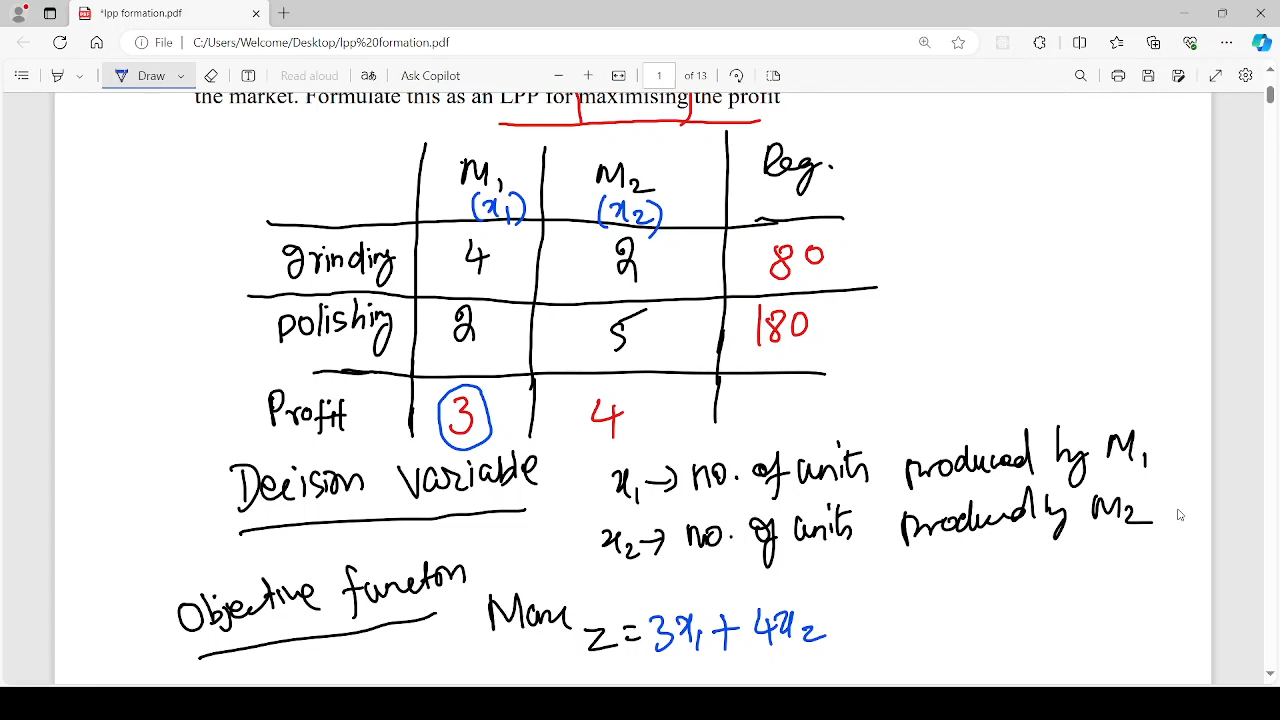 *lpp formation.pdf
File C:/Users/Welcome/Desktop/lpp%20formation.pdf
Draw Read aloud Ask Copilot 1 of 13
the market. Formulate this as an LPP for maximising the profit
M1 M2 Req.
(x1) (x2)
grinding 4 2 80
polishing 2 5 180
Profit 3 4
Decision variable x1→ no. of units produced by M1
x2→ no. of units produced by M2
Objective functon Max Z = 3x1 + 4x2